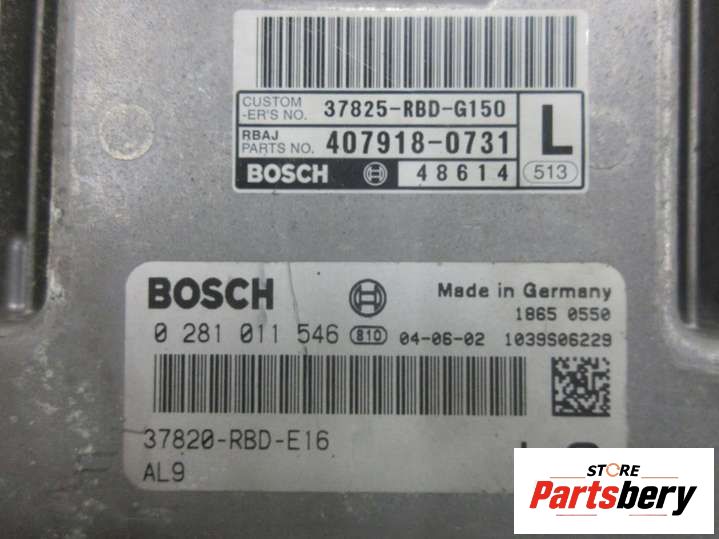 CUSTOM
-ER'S NO. 37825-RBD-G150
RBAJ
PARTS NO. 407918-0731 L
BOSCH 48614 513
BOSCH Made in Germany
1865 0550
0 281 011 546 810 04-06-02 1039S06229
37820-RBD-E16
AL9
STORE
Partsbery